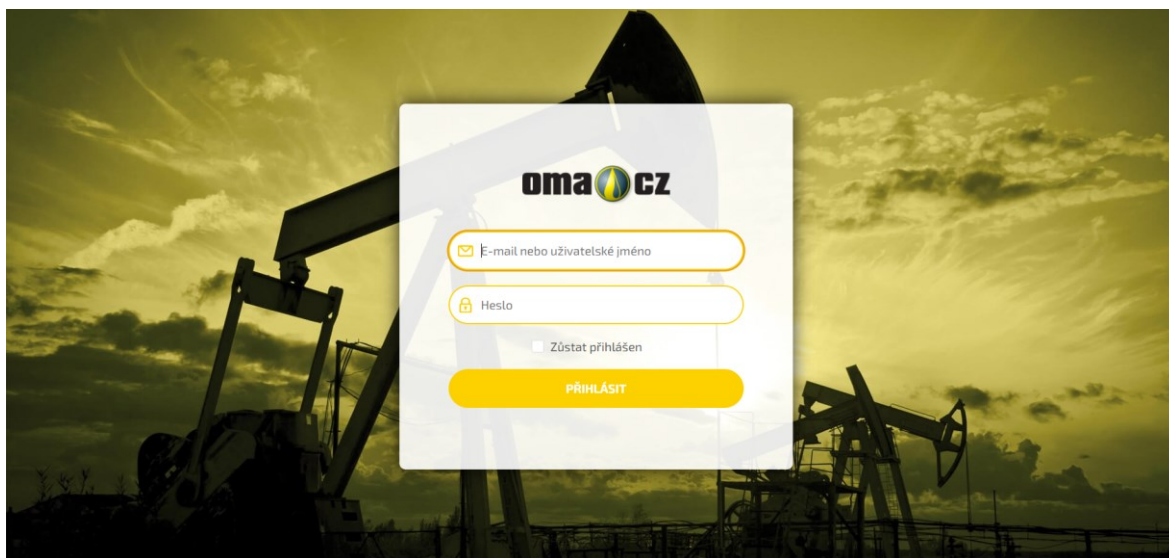 oma cz
E-mail nebo uživatelské jméno
Heslo
Zůstat přihlášen
PŘIHLÁSIT